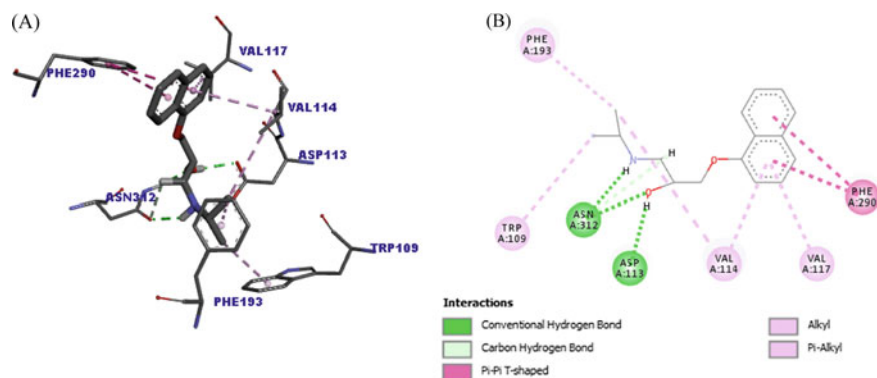 (A)
VAL117
PHE290
VAL114
ASP113
ASN312
TRP109
PHE193
(B)
PHE
A:193
H
N
H
O
O
H
PHE
A:290
TRP
A:109
ASN
A:312
ASP
A:113
VAL
A:114
VAL
A:117
Interactions
Conventional Hydrogen Bond
Carbon Hydrogen Bond
Pi-Pi T-shaped
Alkyl
Pi-Alkyl